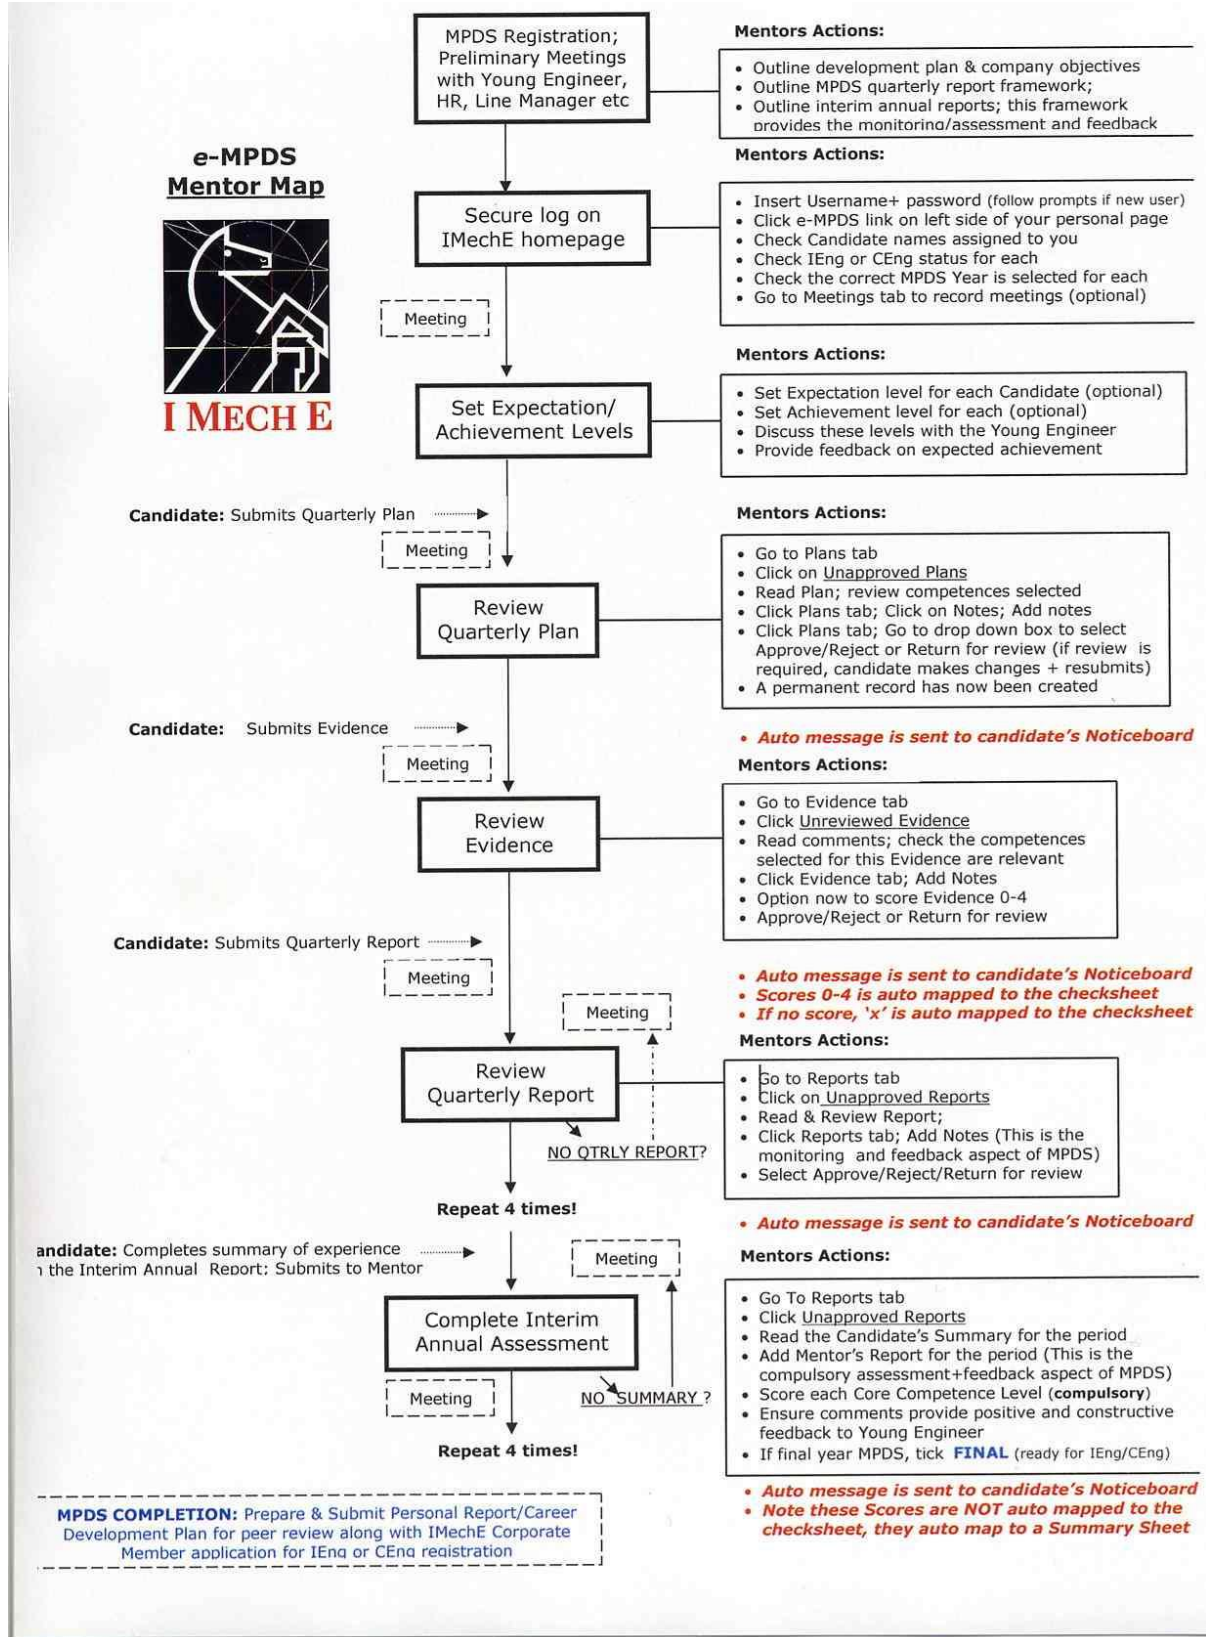 MPDS Registration;
Preliminary Meetings
with Young Engineer,
HR, Line Manager etc
Mentors Actions:
• Outline development plan & company objectives
• Outline MPDS quarterly report framework;
• Outline interim annual reports; this framework
provides the monitoring/assessment and feedback
e-MPDS
Mentor Map
I MECH E
Secure log on
IMechE homepage
Mentors Actions:
• Insert Username+ password (follow prompts if new user)
• Click e-MPDS link on left side of your personal page
• Check Candidate names assigned to you
• Check IEng or CEng status for each
• Check the correct MPDS Year is selected for each
• Go to Meetings tab to record meetings (optional)
Meeting
Set Expectation/
Achievement Levels
Mentors Actions:
• Set Expectation level for each Candidate (optional)
• Set Achievement level for each (optional)
• Discuss these levels with the Young Engineer
• Provide feedback on expected achievement
Candidate: Submits Quarterly Plan
Meeting
Review
Quarterly Plan
Mentors Actions:
• Go to Plans tab
• Click on Unapproved Plans
• Read Plan; review competences selected
• Click Plans tab; Click on Notes; Add notes
• Click Plans tab; Go to drop down box to select
Approve/Reject or Return for review (if review is
required, candidate makes changes + resubmits)
• A permanent record has now been created
• Auto message is sent to candidate's Noticeboard
Candidate: Submits Evidence
Meeting
Review
Evidence
Mentors Actions:
• Go to Evidence tab
• Click Unreviewed Evidence
• Read comments; check the competences
selected for this Evidence are relevant
• Click Evidence tab; Add Notes
• Option now to score Evidence 0-4
• Approve/Reject or Return for review
• Auto message is sent to candidate's Noticeboard
• Scores 0-4 is auto mapped to the checksheet
• If no score, 'x' is auto mapped to the checksheet
Candidate: Submits Quarterly Report
Meeting
Meeting
Review
Quarterly Report
NO QTRLY REPORT?
Mentors Actions:
• Go to Reports tab
• Click on Unapproved Reports
• Read & Review Report;
• Click Reports tab; Add Notes (This is the
monitoring and feedback aspect of MPDS)
• Select Approve/Reject/Return for review
Repeat 4 times!
• Auto message is sent to candidate's Noticeboard
andidate: Completes summary of experience
n the Interim Annual Report; Submits to Mentor
Meeting
Complete Interim
Annual Assessment
Meeting
NO SUMMARY ?
Repeat 4 times!
Mentors Actions:
• Go To Reports tab
• Click Unapproved Reports
• Read the Candidate's Summary for the period
• Add Mentor's Report for the period (This is the
compulsory assessment+feedback aspect of MPDS)
• Score each Core Competence Level (compulsory)
• Ensure comments provide positive and constructive
feedback to Young Engineer
• If final year MPDS, tick FINAL (ready for IEng/CEng)
• Auto message is sent to candidate's Noticeboard
• Note these Scores are NOT auto mapped to the
checksheet, they auto map to a Summary Sheet
MPDS COMPLETION: Prepare & Submit Personal Report/Career
Development Plan for peer review along with IMechE Corporate
Member application for IEng or CEng registration